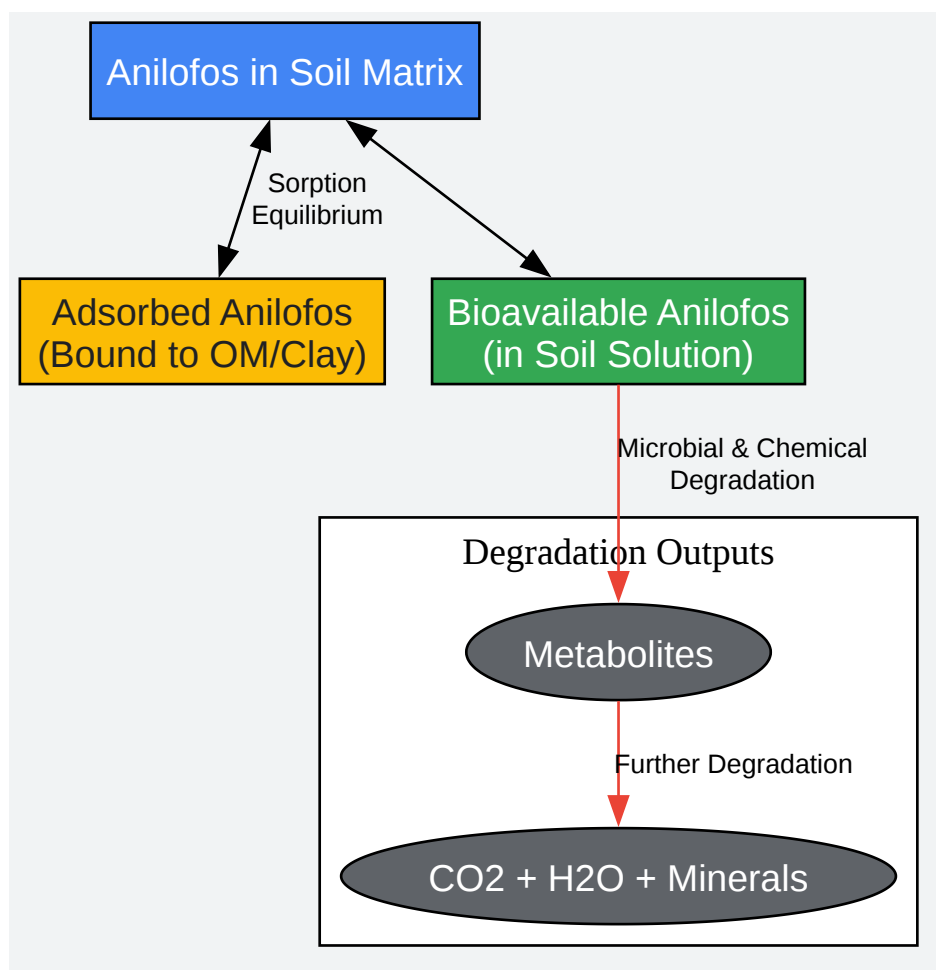 Anilofos in Soil Matrix
Sorption
Equilibrium
Adsorbed Anilofos
(Bound to OM/Clay)
Bioavailable Anilofos
(in Soil Solution)
Microbial & Chemical
Degradation
Degradation Outputs
Metabolites
Further Degradation
CO2 + H2O + Minerals